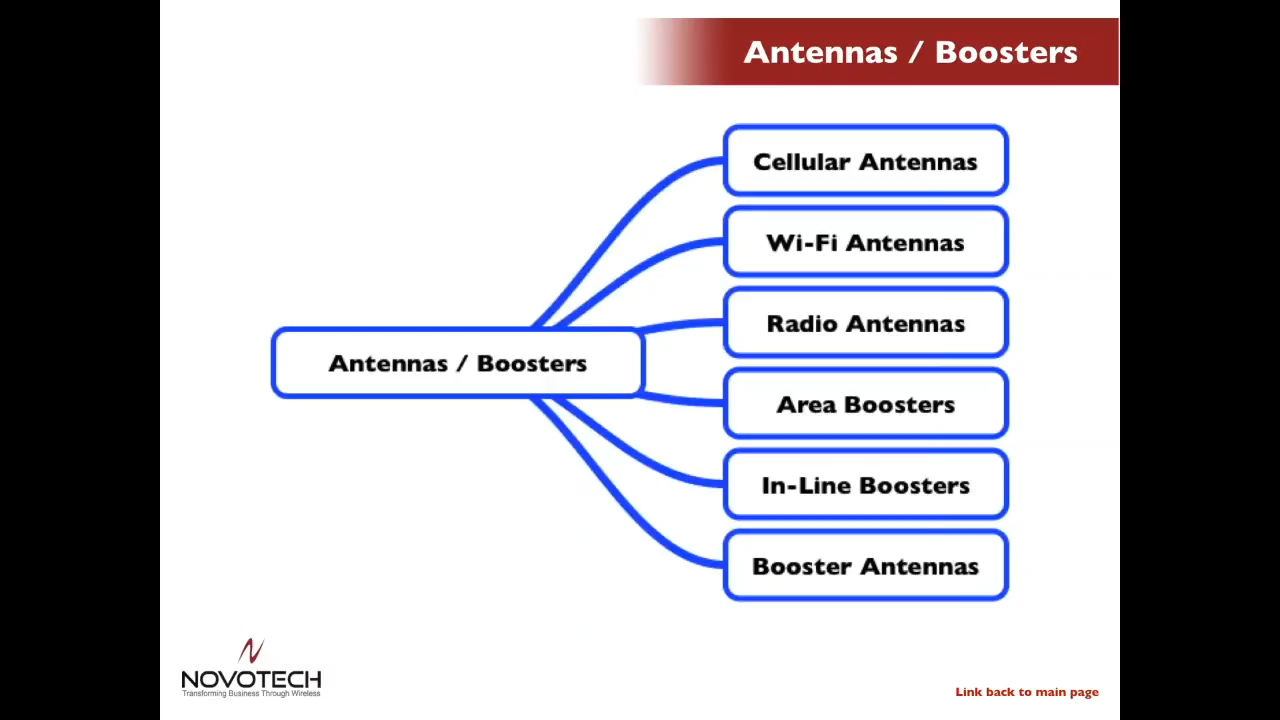 Antennas / Boosters
Cellular Antennas
Wi-Fi Antennas
Radio Antennas
Antennas / Boosters
Area Boosters
In-Line Boosters
Booster Antennas
NOVOTECH
Transforming Business Through Wireless
Link back to main page